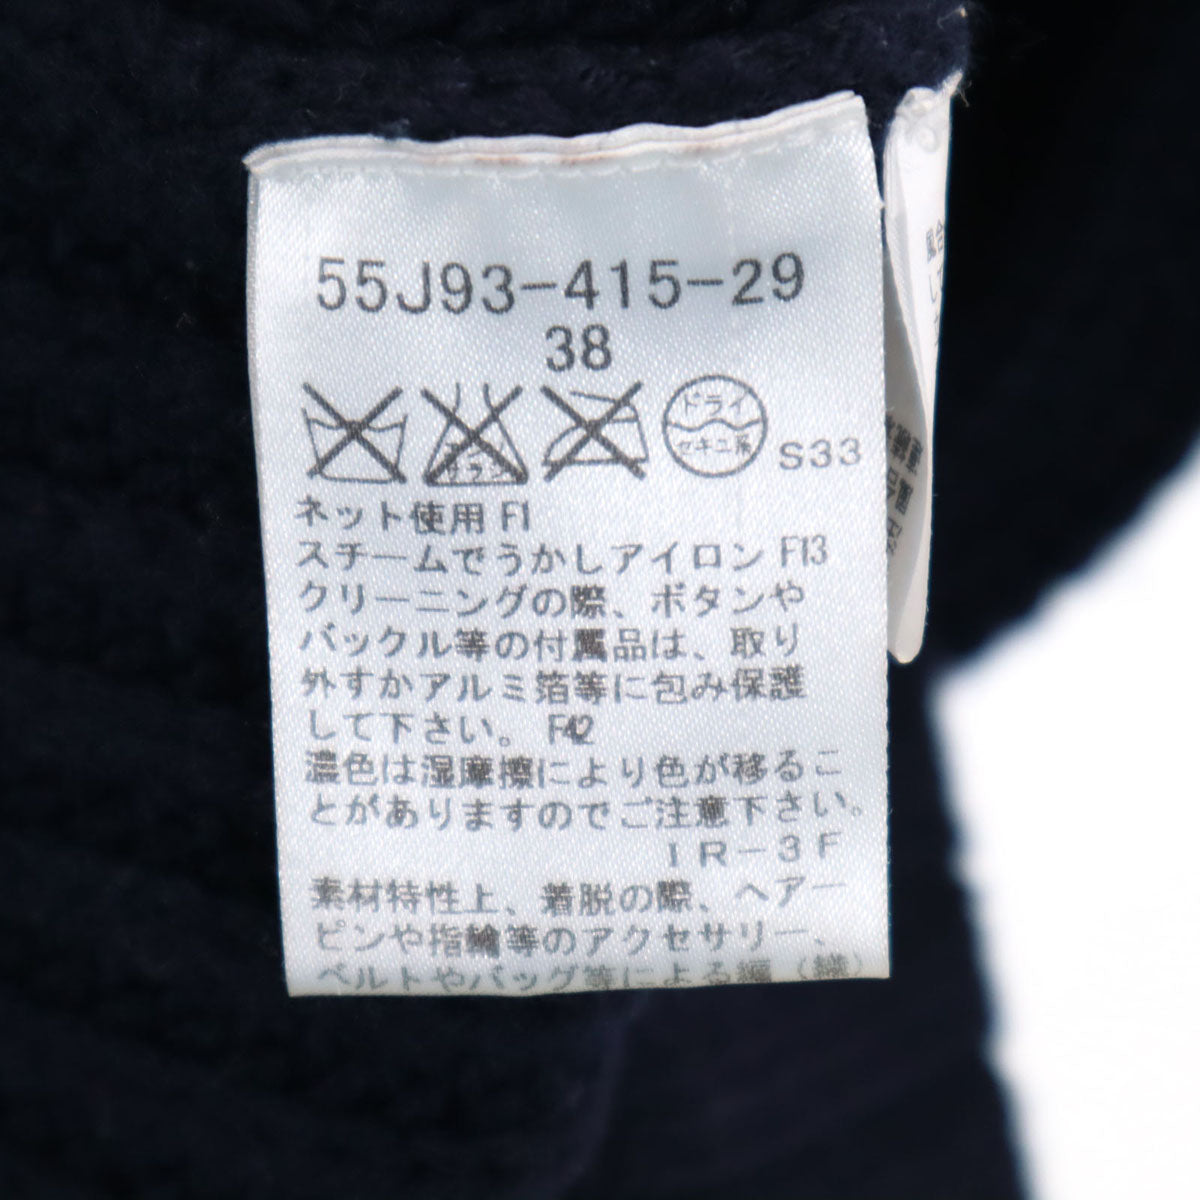 55J93-415-29
38
サラシ
ドライ
セキユ系
S33
ネット使用 F1
スチームでうかしアイロン F13
クリーニングの際、ボタンや
バックル等の付属品は、取り
外すかアルミ箔等に包み保護
して下さい。 F42
濃色は湿摩擦により色が移るこ
とがありますのでご注意下さい。
IR-3F
素材特性上、着脱の際、ヘアー
ピンや指輪等のアクセサリー、
ベルトやバッグ等による編(織)